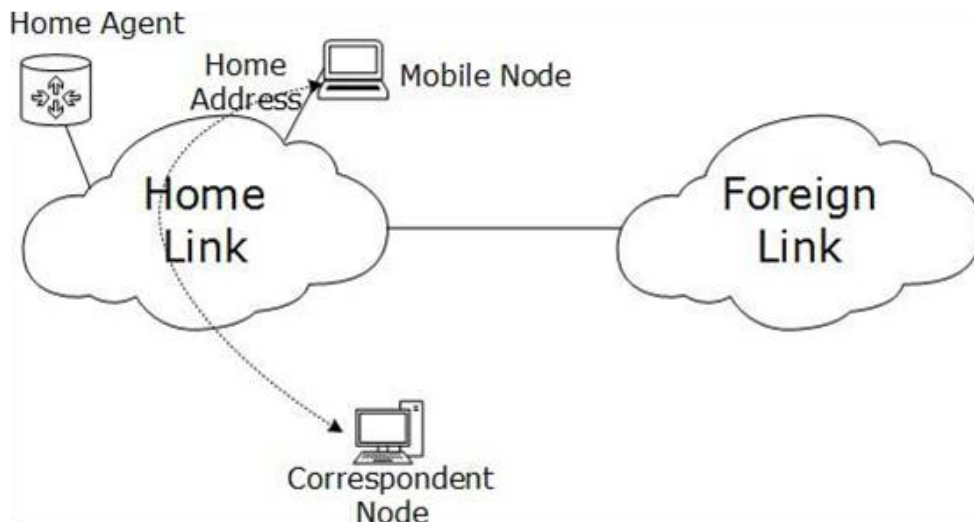 Home Agent
Home
Address
Mobile Node
Home
Link
Foreign
Link
Correspondent
Node